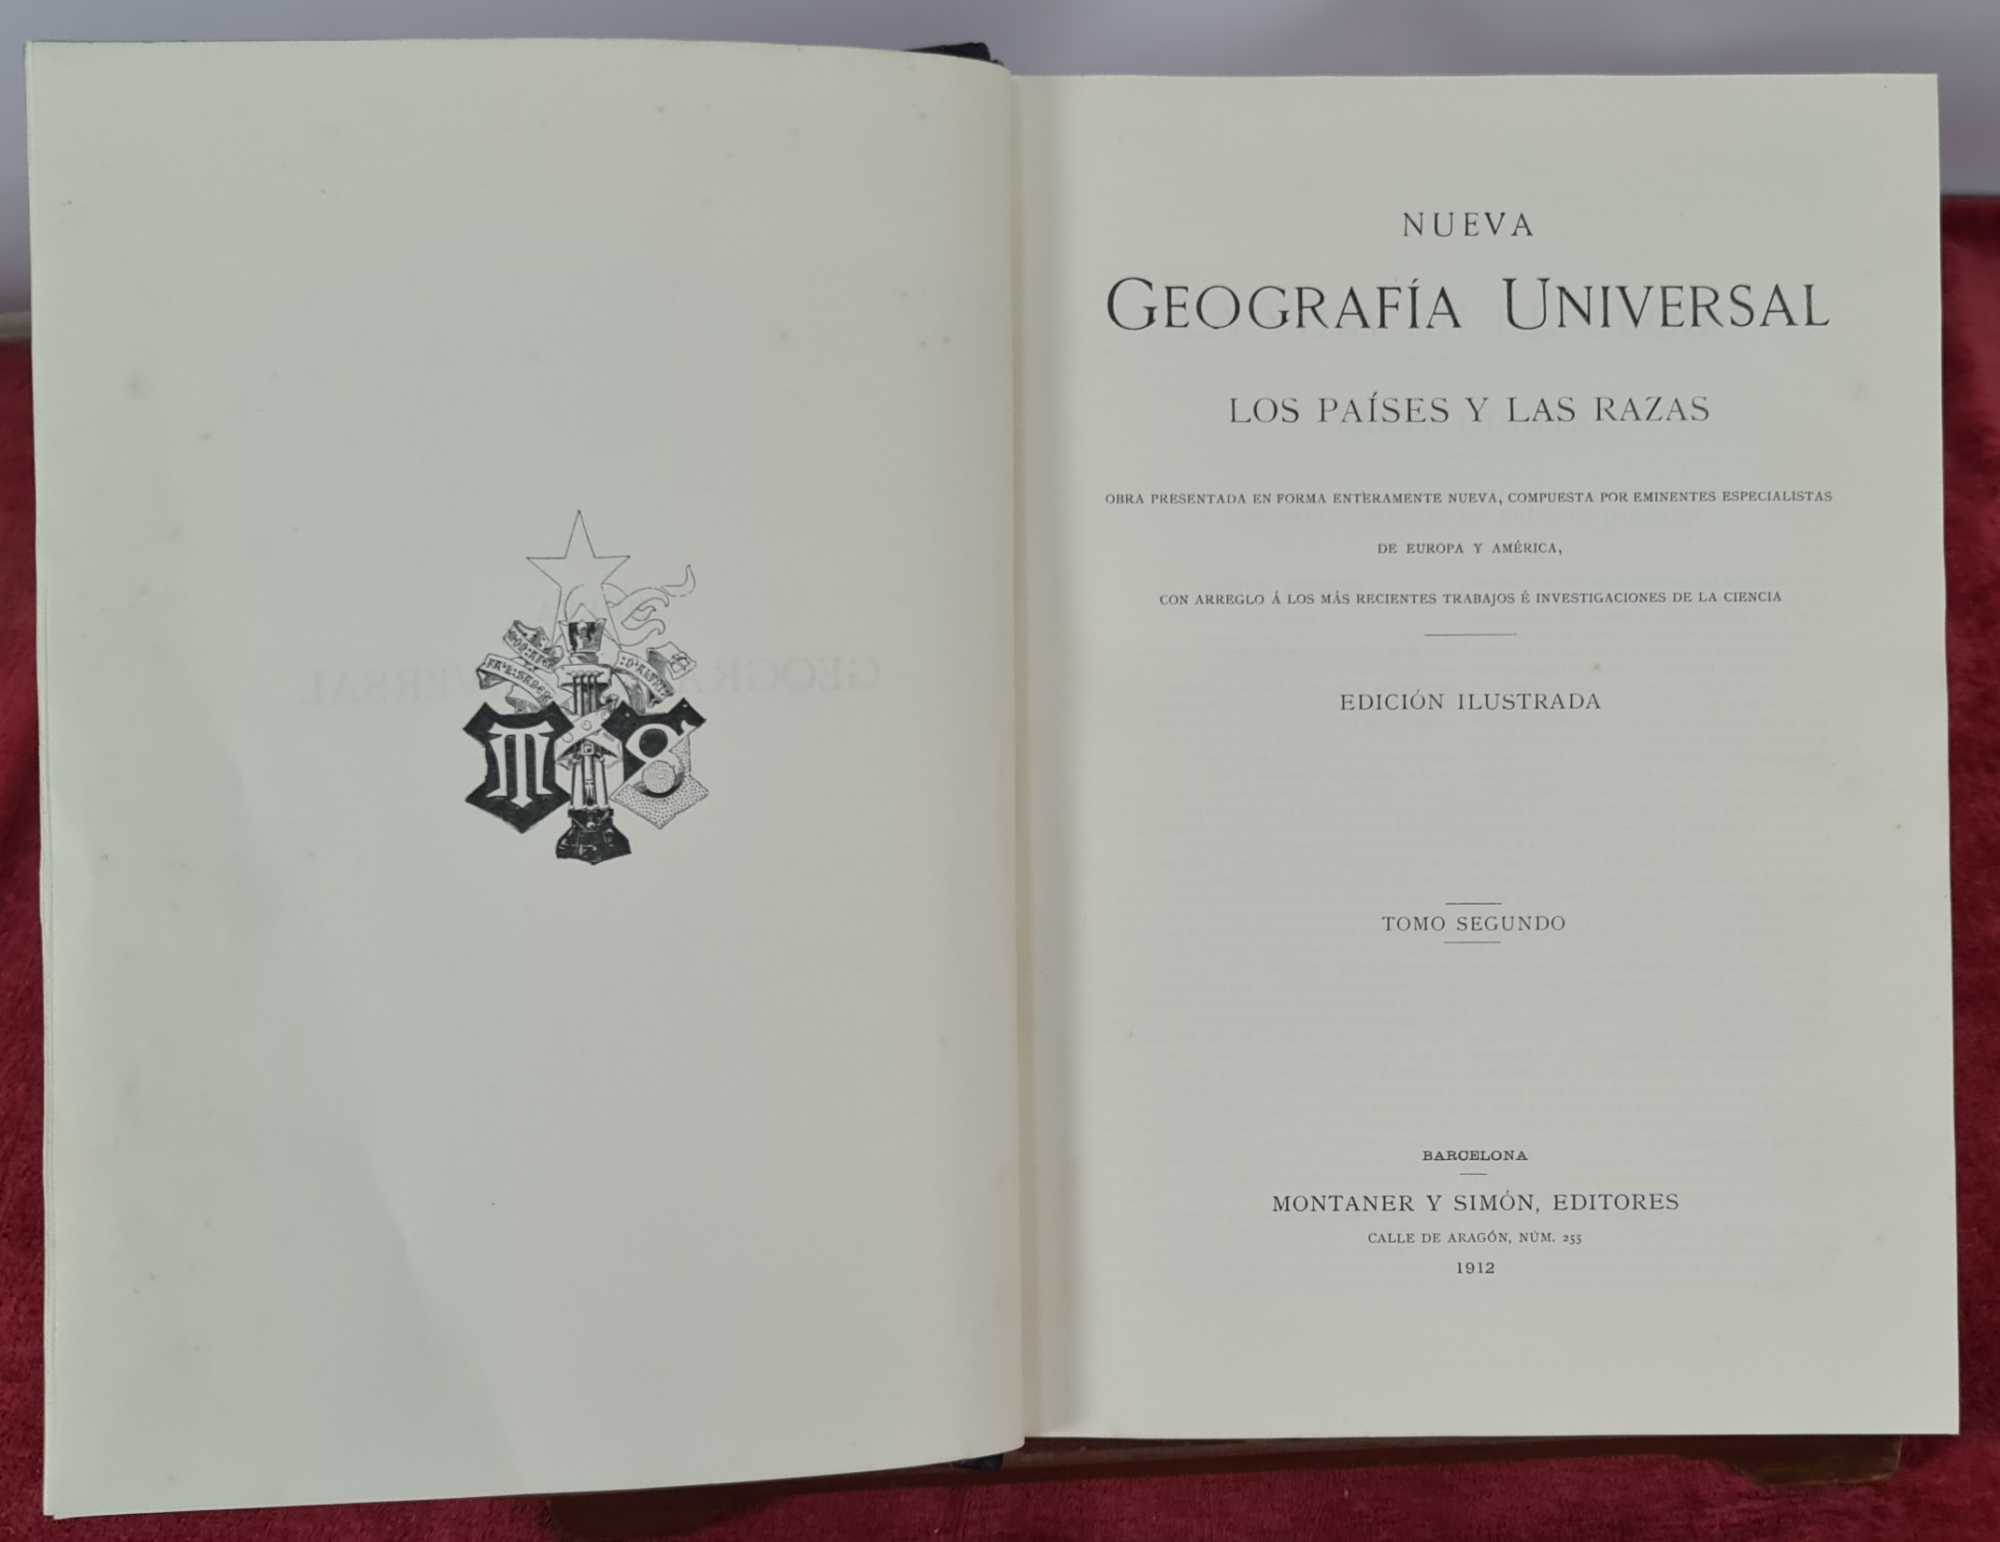 NUEVA
GEOGRAFÍA UNIVERSAL
LOS PAÍSES Y LAS RAZAS
OBRA PRESENTADA EN FORMA ENTERAMENTE NUEVA, COMPUESTA POR EMINENTES ESPECIALISTAS
DE EUROPA Y AMÉRICA,
CON ARREGLO Á LOS MÁS RECIENTES TRABAJOS É INVESTIGACIONES DE LA CIENCIA
EDICIÓN ILUSTRADA
TOMO SEGUNDO
BARCELONA
MONTANER Y SIMÓN, EDITORES
CALLE DE ARAGÓN, NÚM. 255
1912